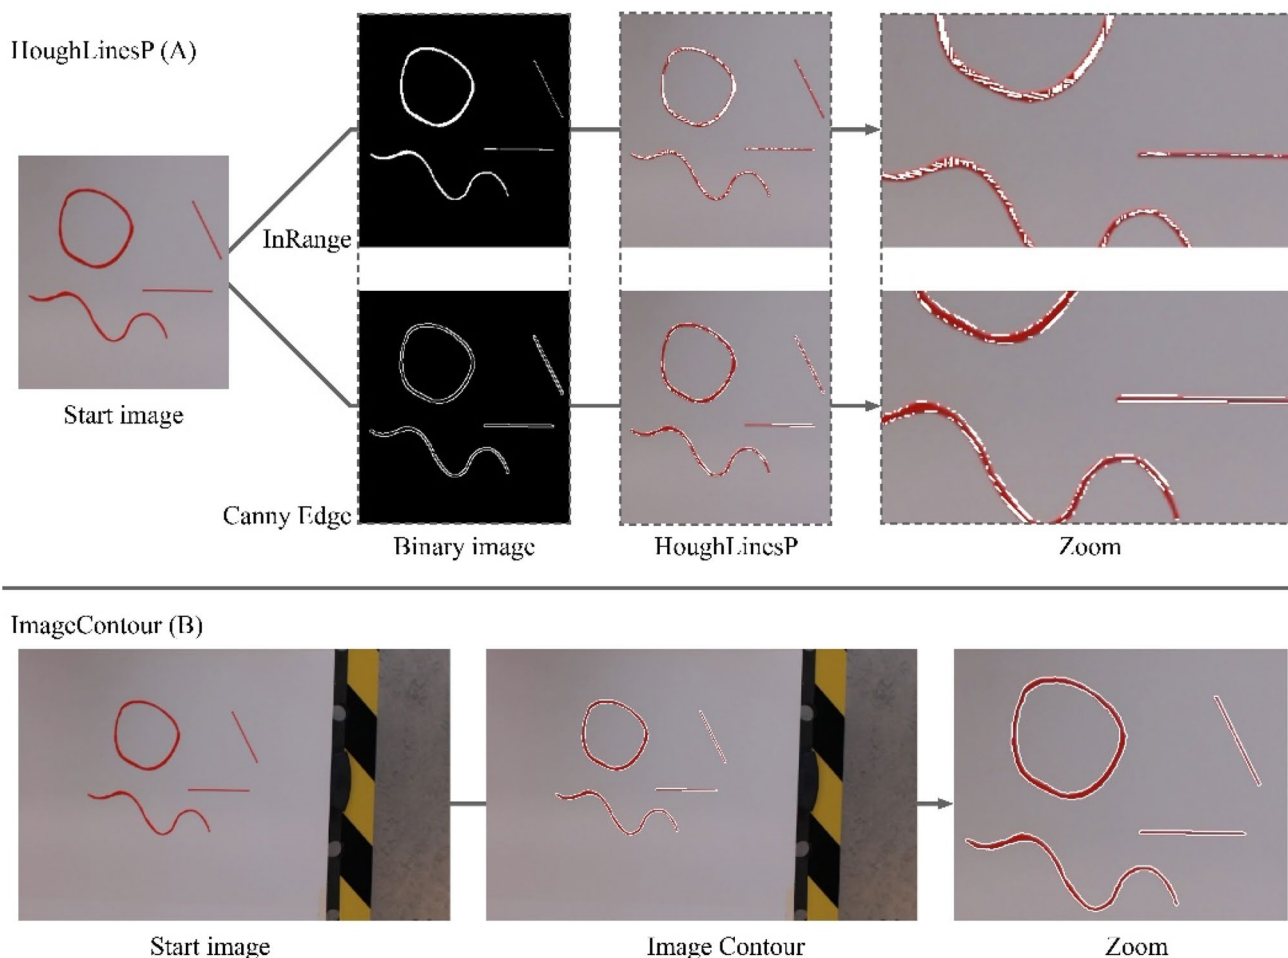 HoughLinesP (A)
InRange
Start image
Canny Edge
Binary image
HoughLinesP
Zoom
ImageContour (B)
Start image
Image Contour
Zoom